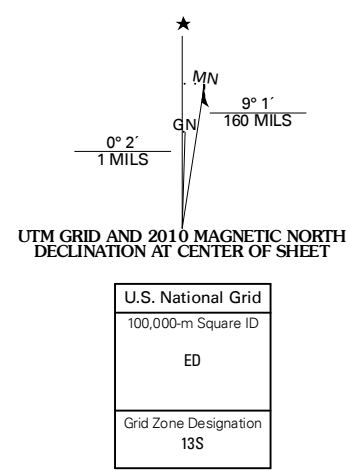 ★
MN
9° 1´
160 MILS
GN
0° 2´
1 MILS
UTM GRID AND 2010 MAGNETIC NORTH
DECLINATION AT CENTER OF SHEET
U.S. National Grid
100,000-m Square ID
ED
Grid Zone Designation
13S